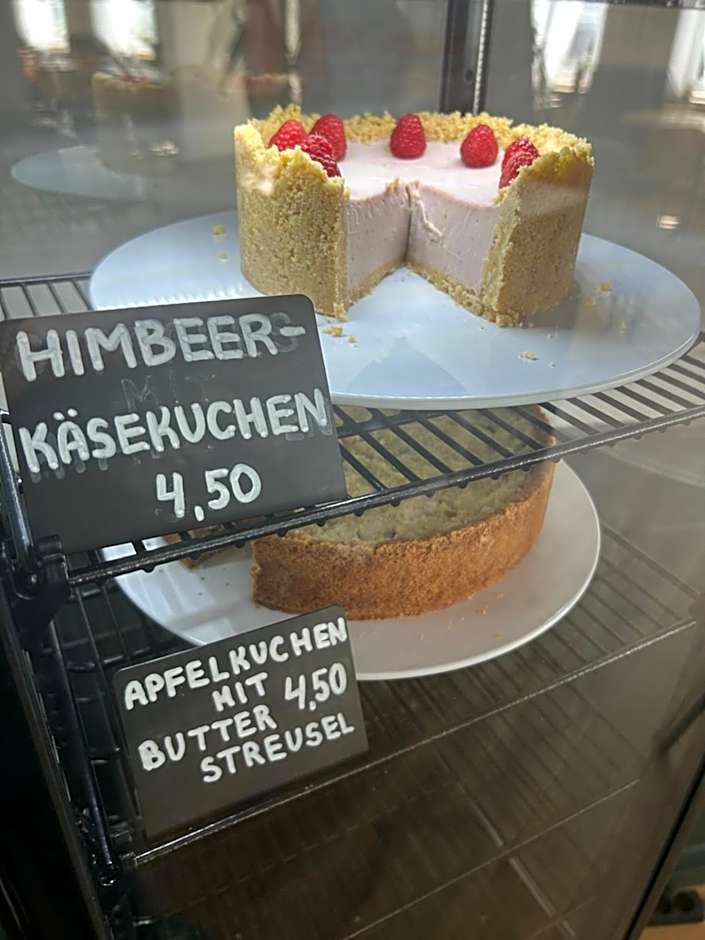 HIMBEER-
KÄSEKUCHEN
4,50
APFELKUCHEN
MIT 4,50
BUTTER
STREUSEL